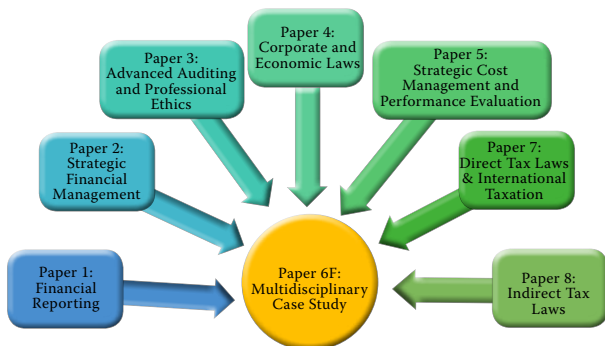 Paper 4:
Corporate and
Economic Laws
Paper 3:
Advanced Auditing
and Professional
Ethics
Paper 5:
Strategic Cost
Management and
Performance Evaluation
Paper 2:
Strategic
Financial
Management
Paper 7:
Direct Tax Laws
& International
Taxation
Paper 1:
Financial
Reporting
Paper 6F:
Multidisciplinary
Case Study
Paper 8:
Indirect Tax
Laws